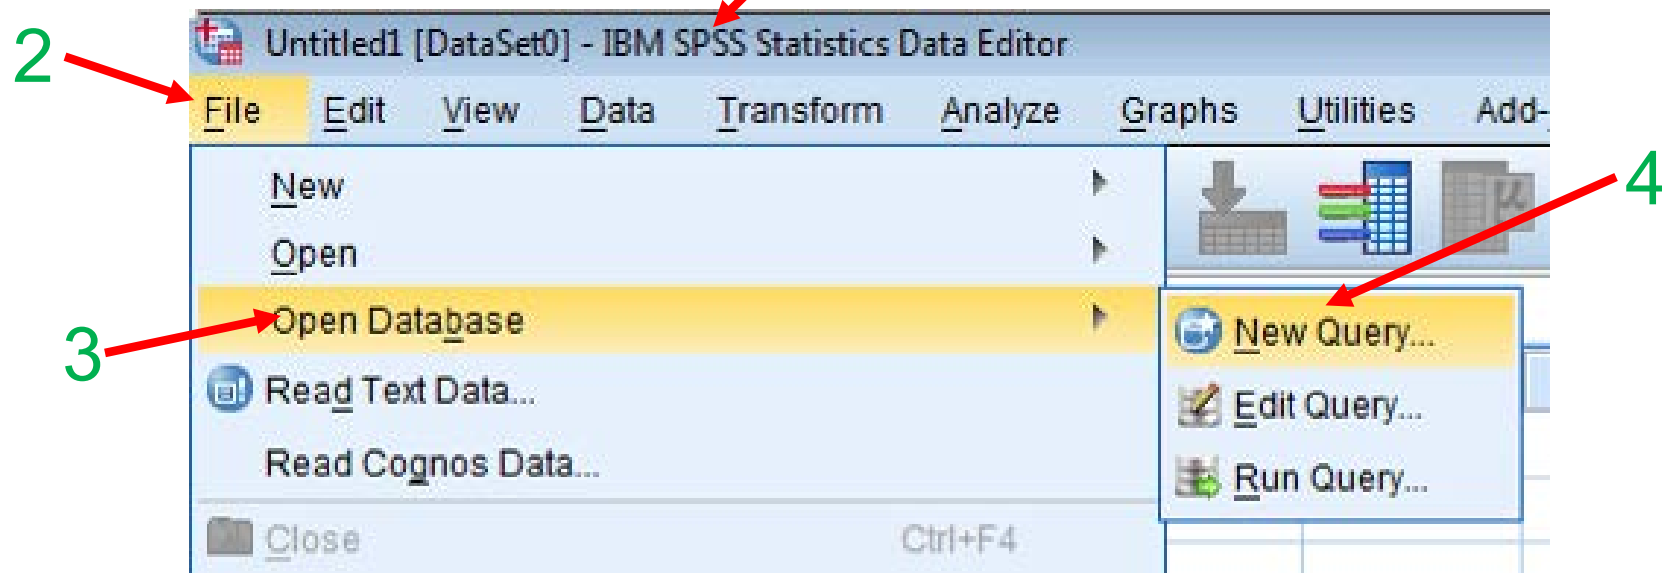 Untitled1 [DataSet0] - IBM SPSS Statistics Data Editor
2
File Edit View Data Transform Analyze Graphs Utilities Add-
New
4
Open
3
Open Database
New Query...
Read Text Data...
Edit Query...
Read Cognos Data...
Run Query...
Close Ctrl+F4